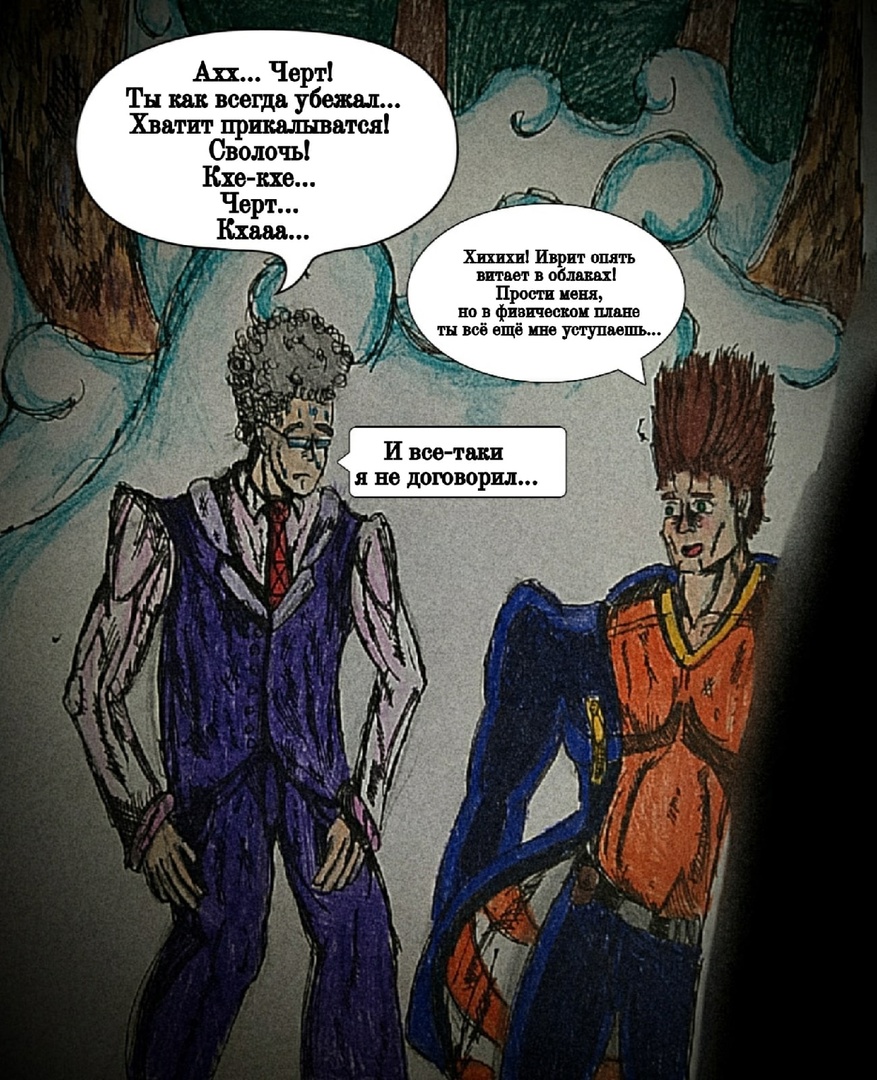 Ахх... Черт!
Ты как всегда убежал...
Хватит прикалыватся!
Сволочь!
Кхе-кхе...
Черт...
Кхааа...
Хихихи! Иврит опять
витает в облаках!
Прости меня,
но в физическом плане
ты всё ещё мне уступаешь...
И все-таки
я не договорил...